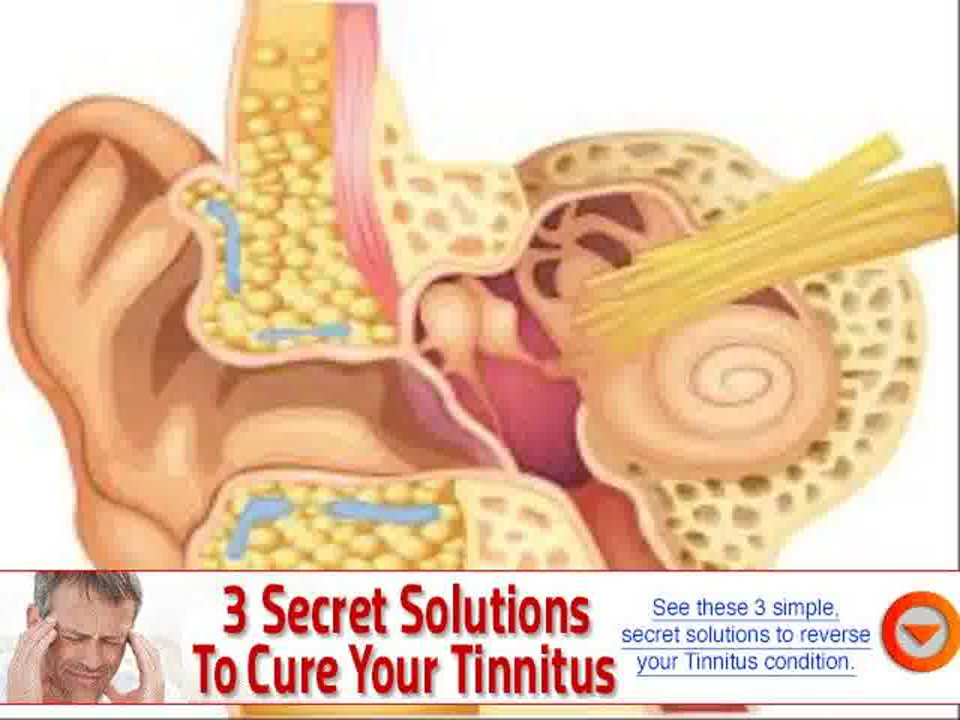 3 Secret Solutions
To Cure Your Tinnitus
See these 3 simple,
secret solutions to reverse
your Tinnitus condition.